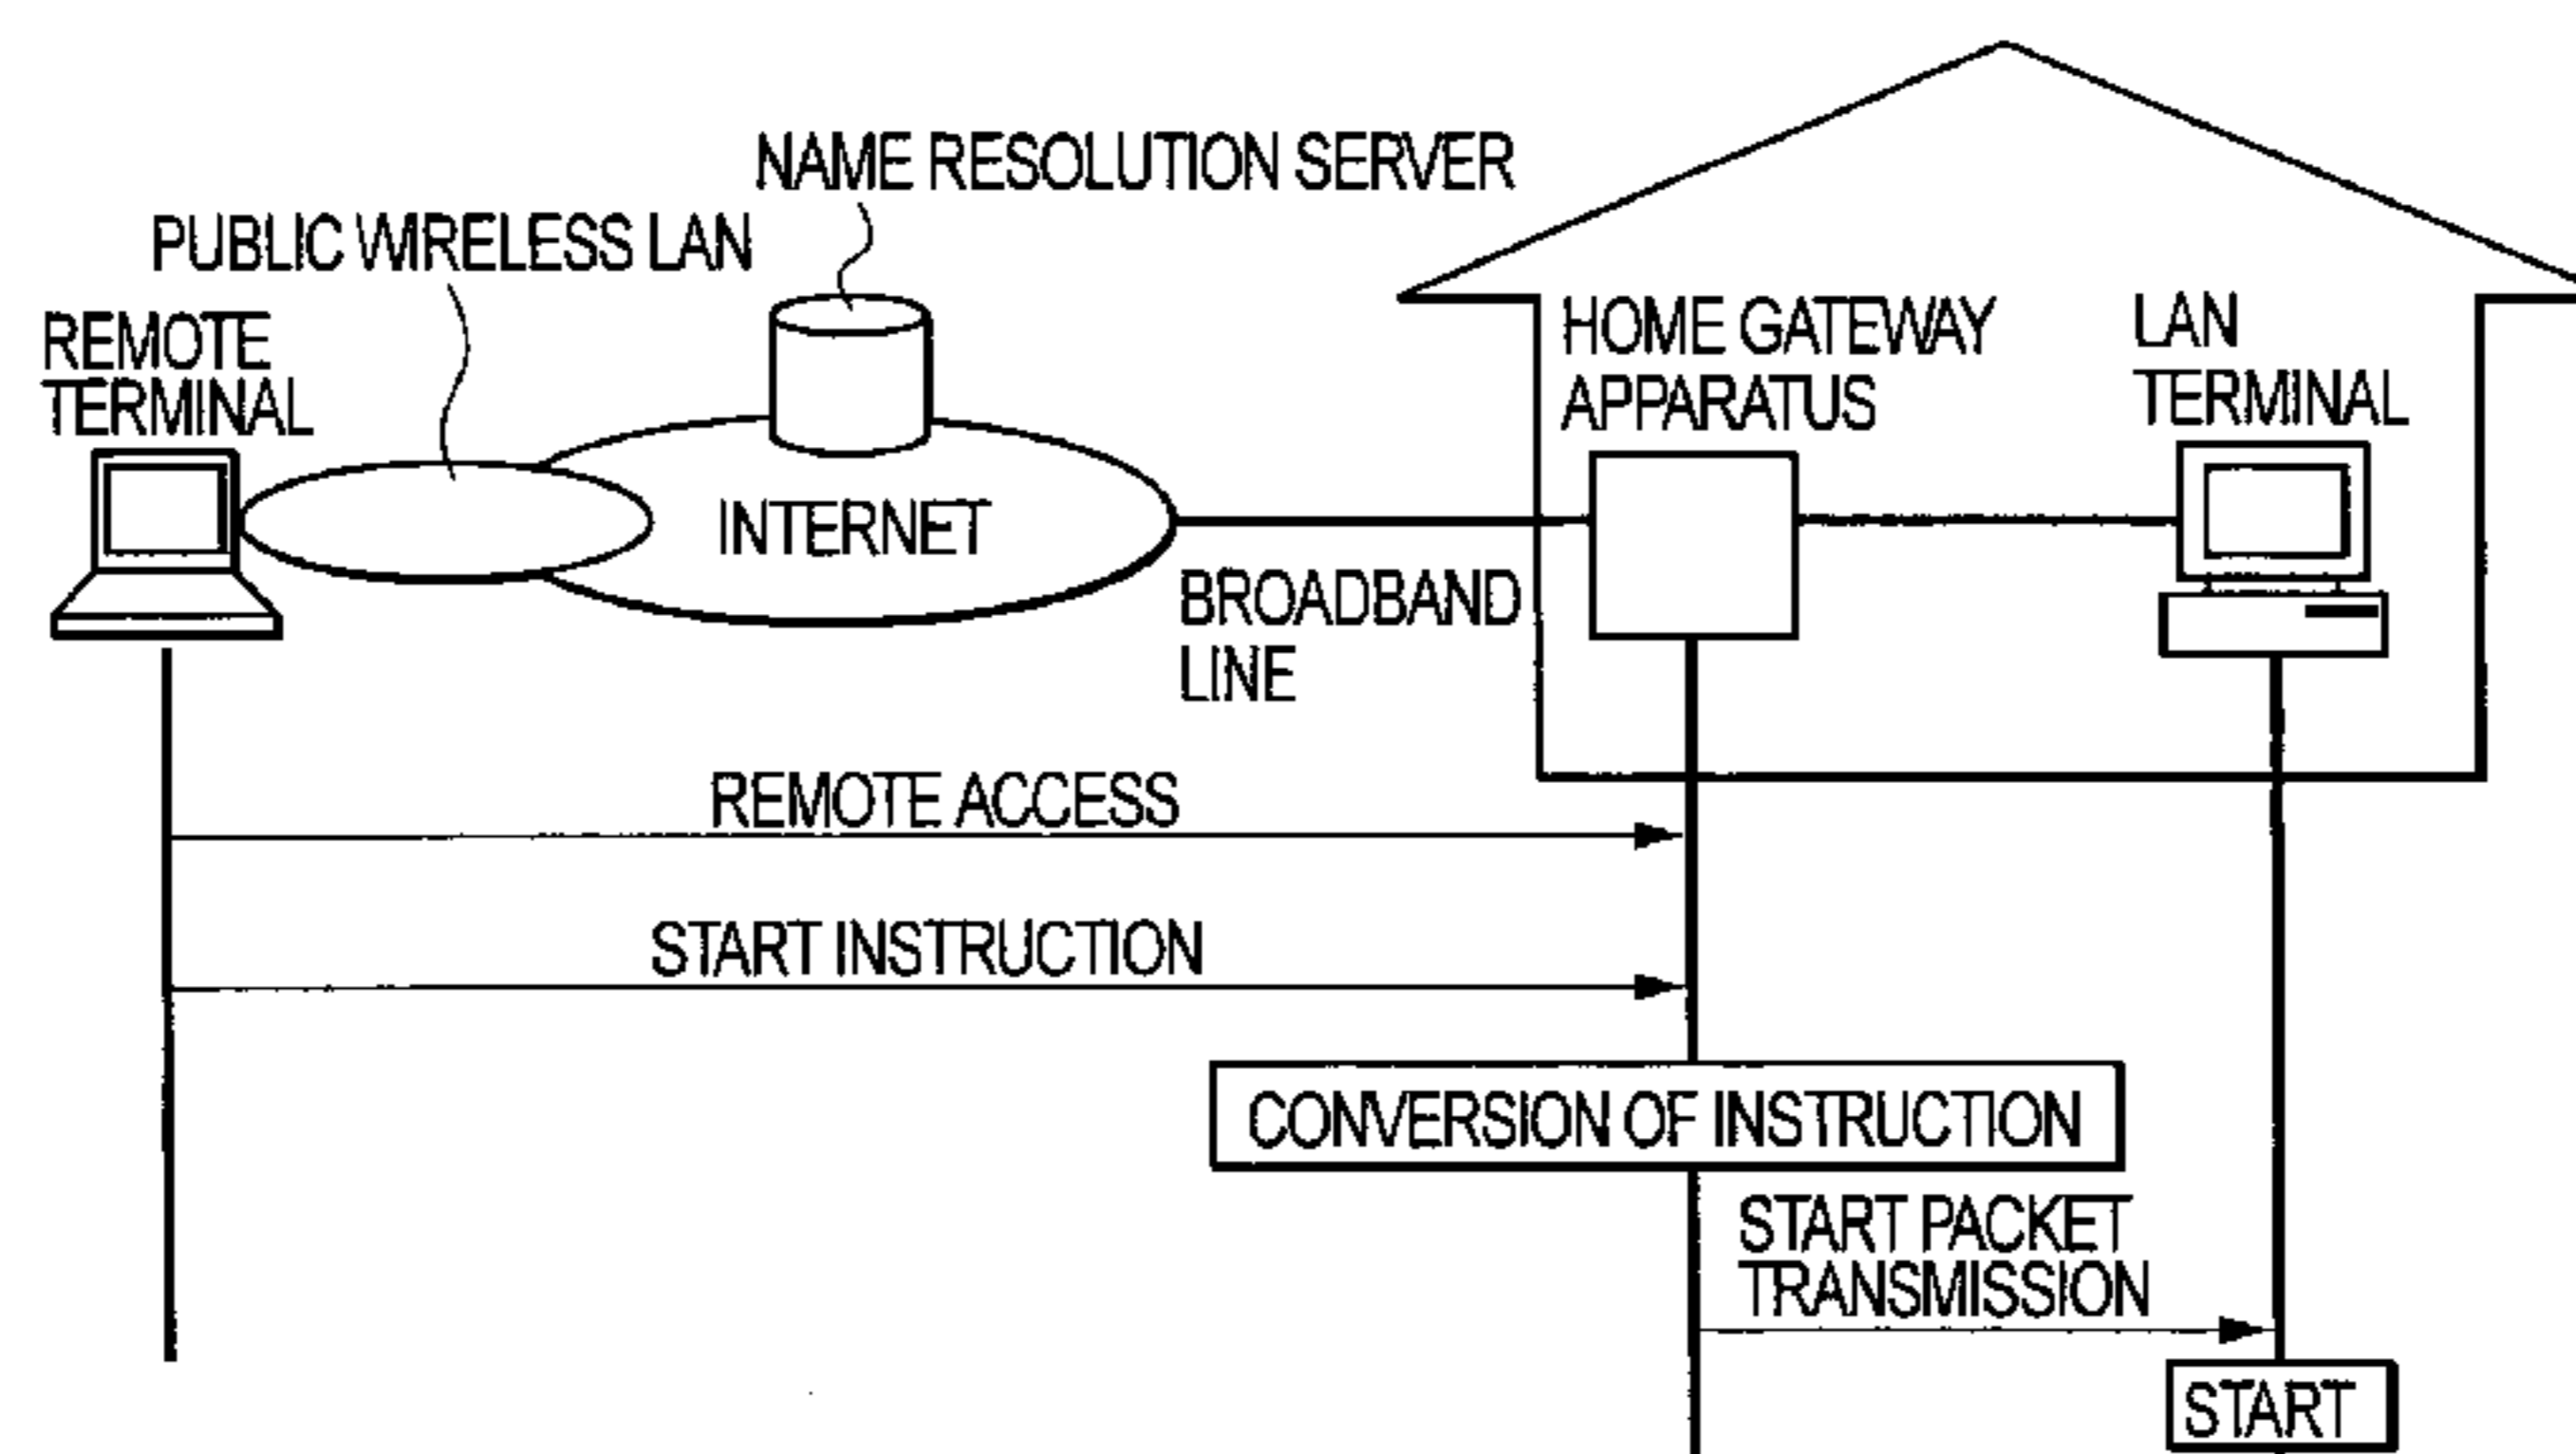 NAME RESOLUTION SERVER
PUBLIC WIRELESS LAN
REMOTE
TERMINAL
HOME GATEWAY
APPARATUS
LAN
TERMINAL
INTERNET
BROADBAND
LINE
REMOTE ACCESS
START INSTRUCTION
CONVERSION OF INSTRUCTION
START PACKET
TRANSMISSION
START